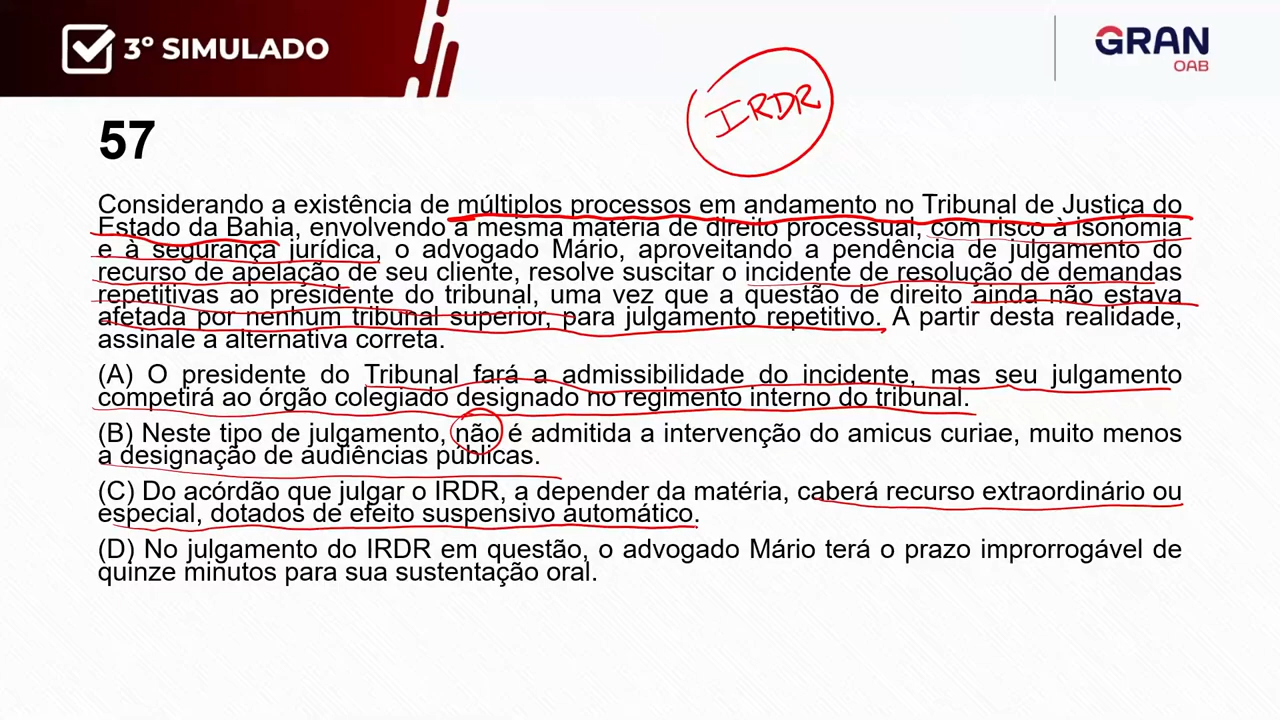 3º SIMULADO
GRAN
OAB
IRDR
57
Considerando a existência de múltiplos processos em andamento no Tribunal de Justiça do
Estado da Bahia, envolvendo a mesma matéria de direito processual, com risco à isonomia
e à segurança jurídica, o advogado Mário, aproveitando a pendência de julgamento do
recurso de apelação de seu cliente, resolve suscitar o incidente de resolução de demandas
repetitivas ao presidente do tribunal, uma vez que a questão de direito ainda não estava
afetada por nenhum tribunal superior, para julgamento repetitivo. A partir desta realidade,
assinale a alternativa correta.
(A) O presidente do Tribunal fará a admissibilidade do incidente, mas seu julgamento
competirá ao órgão colegiado designado no regimento interno do tribunal.
(B) Neste tipo de julgamento, não é admitida a intervenção do amicus curiae, muito menos
a designação de audiências públicas.
(C) Do acórdão que julgar o IRDR, a depender da matéria, caberá recurso extraordinário ou
especial, dotados de efeito suspensivo automático.
(D) No julgamento do IRDR em questão, o advogado Mário terá o prazo improrrogável de
quinze minutos para sua sustentação oral.